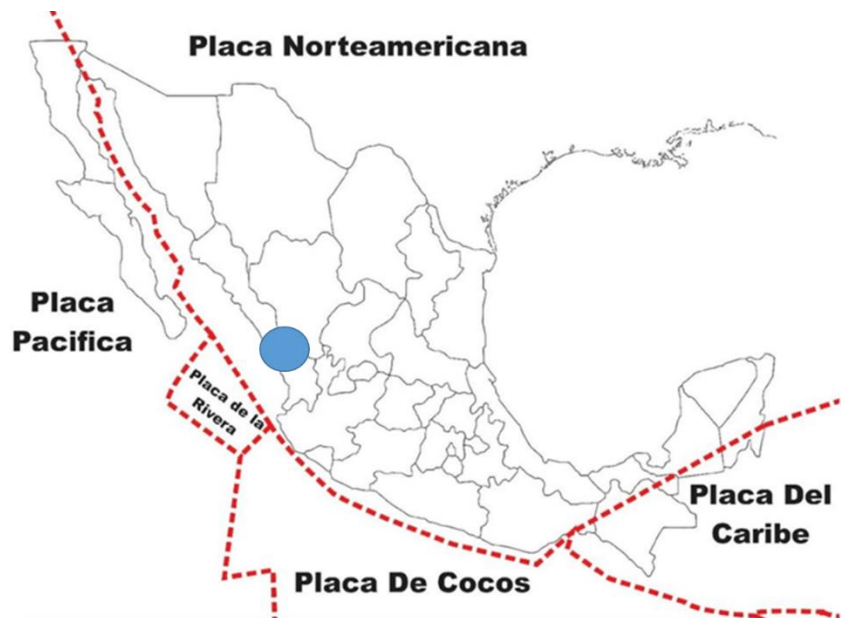 Placa Norteamericana
Placa
Pacifica
Placa de la
Rivera
Placa Del
Caribe
Placa De Cocos